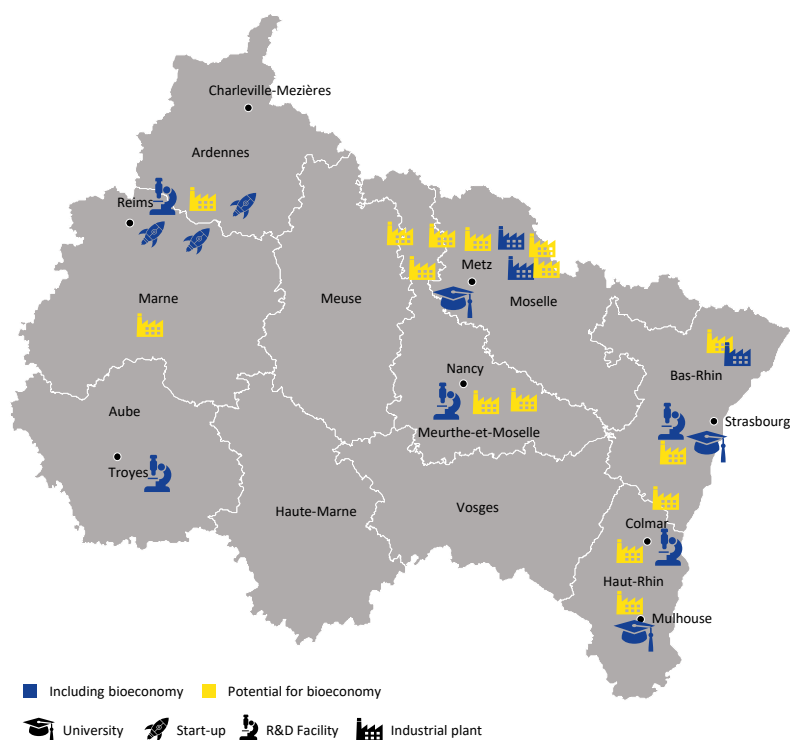 Charleville-Mezières
Ardennes
Reims
Metz
Marne
Meuse
Moselle
Nancy
Bas-Rhin
Aube
Strasbourg
Meurthe-et-Moselle
Troyes
Haute-Marne
Vosges
Colmar
Haut-Rhin
Mulhouse
Including bioeconomy
Potential for bioeconomy
University
Start-up
R&D Facility
Industrial plant